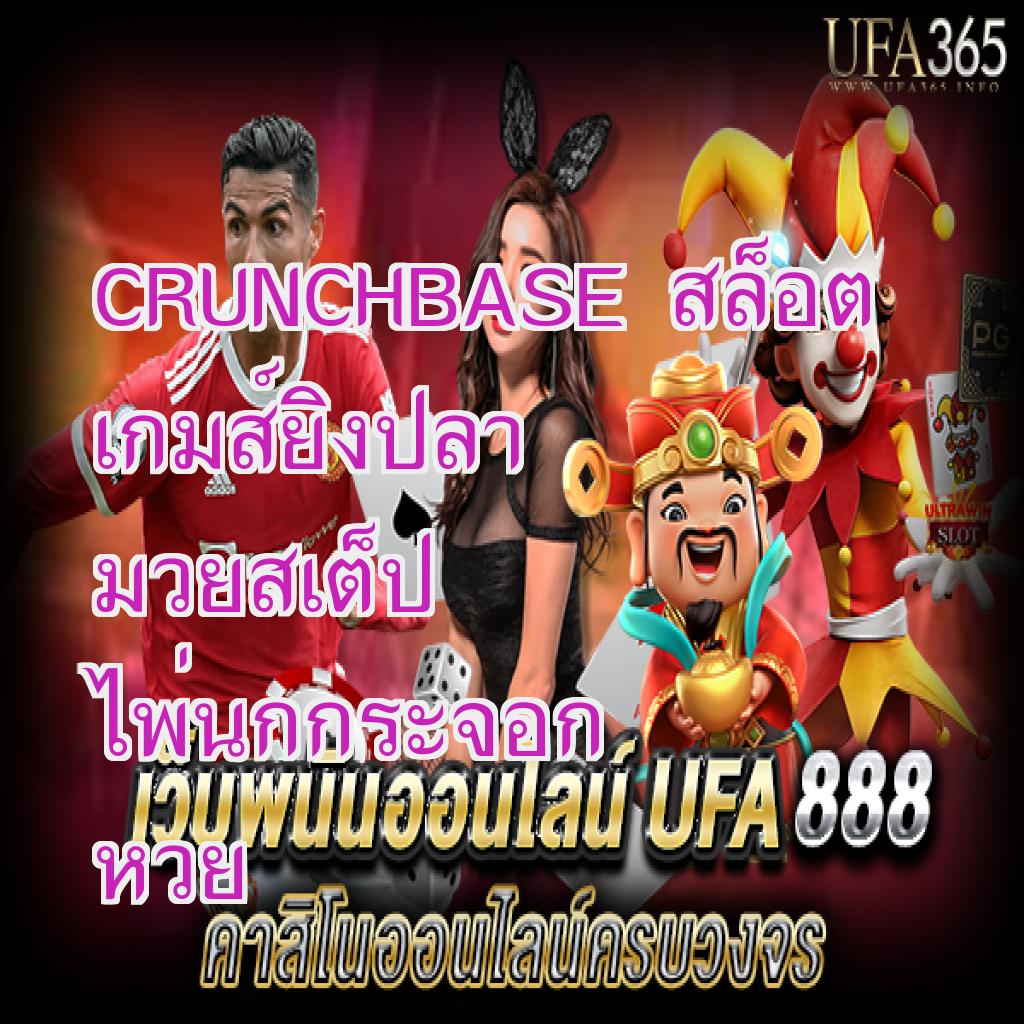 UFA365
WWW.UFA365.INFO
CRUNCHBASE สล็อต
เกมส์ยิงปลา
PG
มวยสเต็ป
ULTRAWIN
SLOT
ไพ่นกกระจอก
เว็บพนันออนไลน์ UFA 888
หวย
คาสิโนออนไลน์ครบวงจร